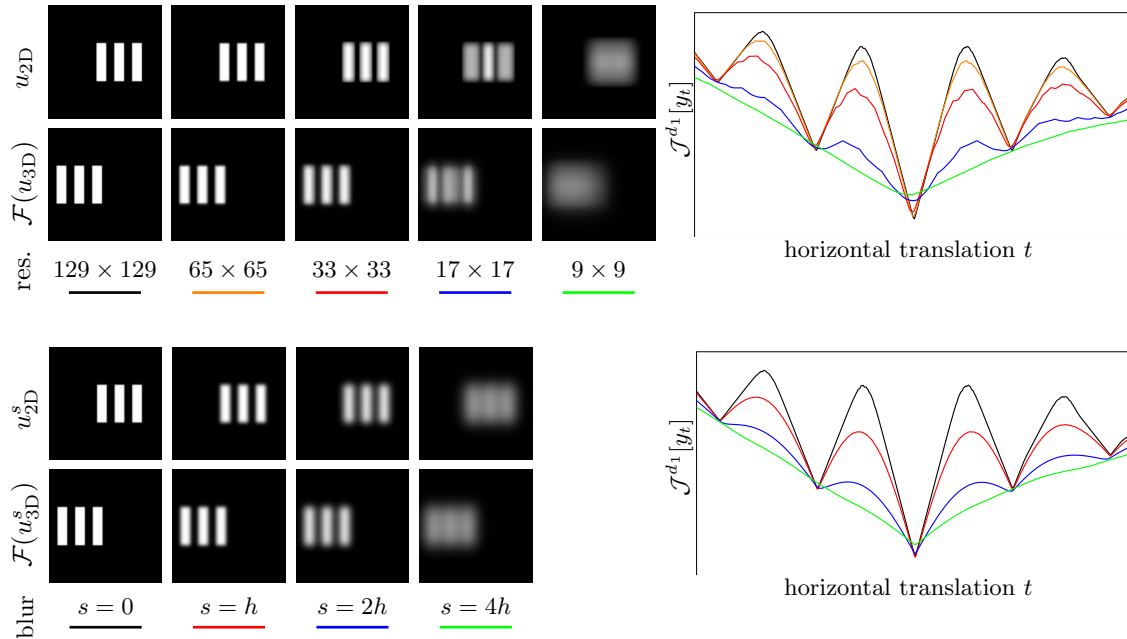 u_2D
F(u_3D)
res. 129 × 129 65 × 65 33 × 33 17 × 17 9 × 9
J^{d_1}[y_t]
horizontal translation t
u^s_2D
F(u^s_3D)
blur s = 0 s = h s = 2h s = 4h
J^{d_1}[y_t]
horizontal translation t